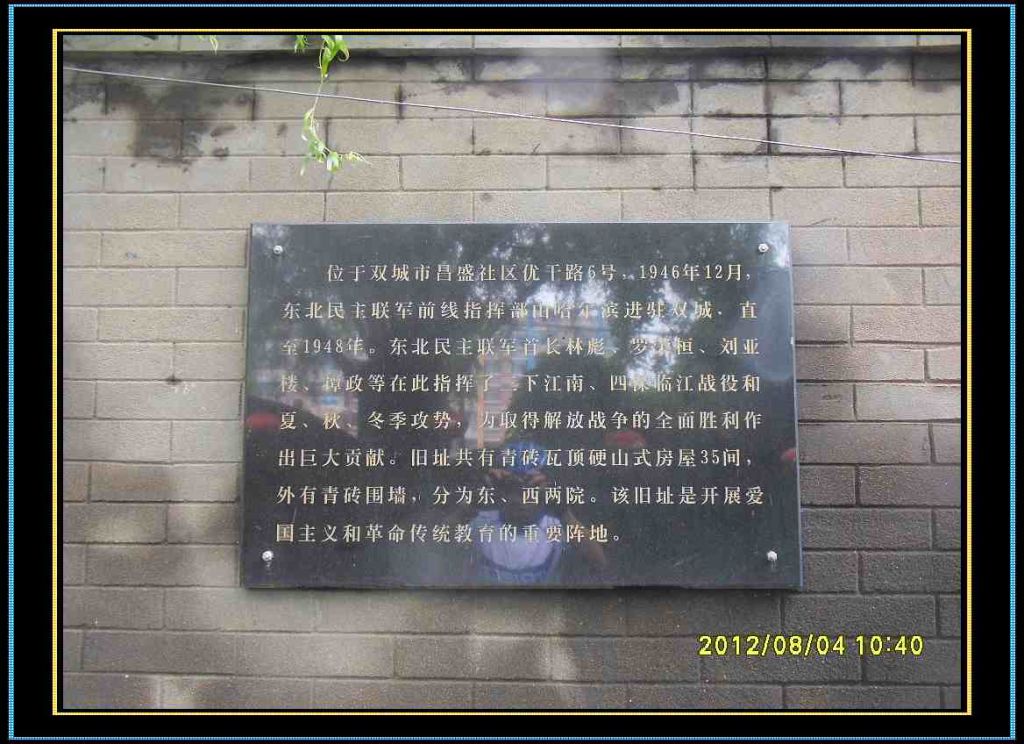 位于双城市昌盛社区优干路6号，1946年12月，
东北民主联军前线指挥部由哈尔滨进驻双城，直
至1948年。东北民主联军首长林彪、罗荣桓、刘亚
楼、谭政等在此指挥了三下江南、四保临江战役和
夏、秋、冬季攻势，为取得解放战争的全面胜利作
出巨大贡献。旧址共有青砖瓦顶硬山式房屋35间，
外有青砖围墙，分为东、西两院。该旧址是开展爱
国主义和革命传统教育的重要阵地。
2012/08/04 10:40